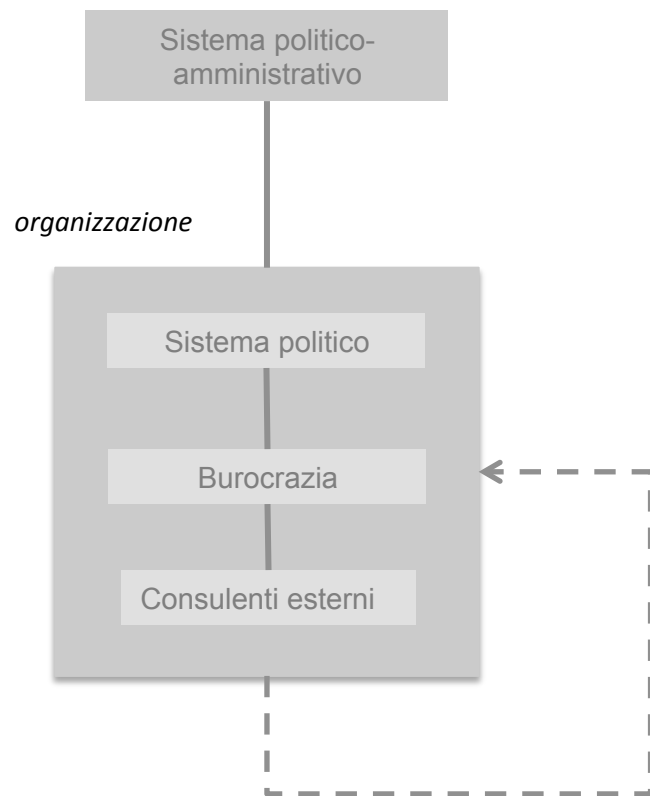 Sistema politico-
amministrativo
organizzazione
Sistema politico
Burocrazia
Consulenti esterni